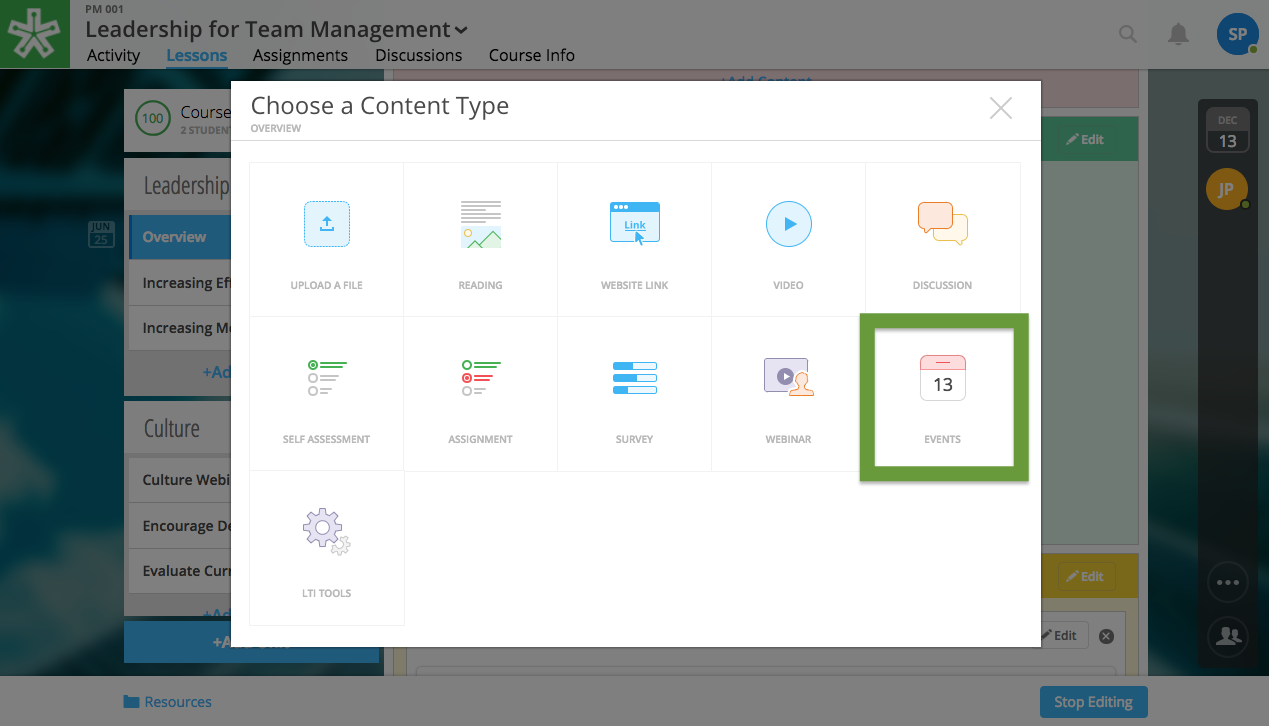 PM 001
Leadership for Team Management
SP
Activity Lessons Assignments Discussions Course Info
+Add Content
Choose a Content Type
OVERVIEW
100
Course
2 STUDEN
Edit
DEC
13
JP
Leadership
JUN
25
Overview
Increasing Ef
Increasing M
+Ad
Culture
Culture Webi
Encourage De
Evaluate Curr
+Ad
+A
Link
UPLOAD A FILE READING WEBSITE LINK VIDEO DISCUSSION
13
SELF ASSESSMENT ASSIGNMENT SURVEY WEBINAR EVENTS
LTI TOOLS
Edit
Edit
Resources
Stop Editing